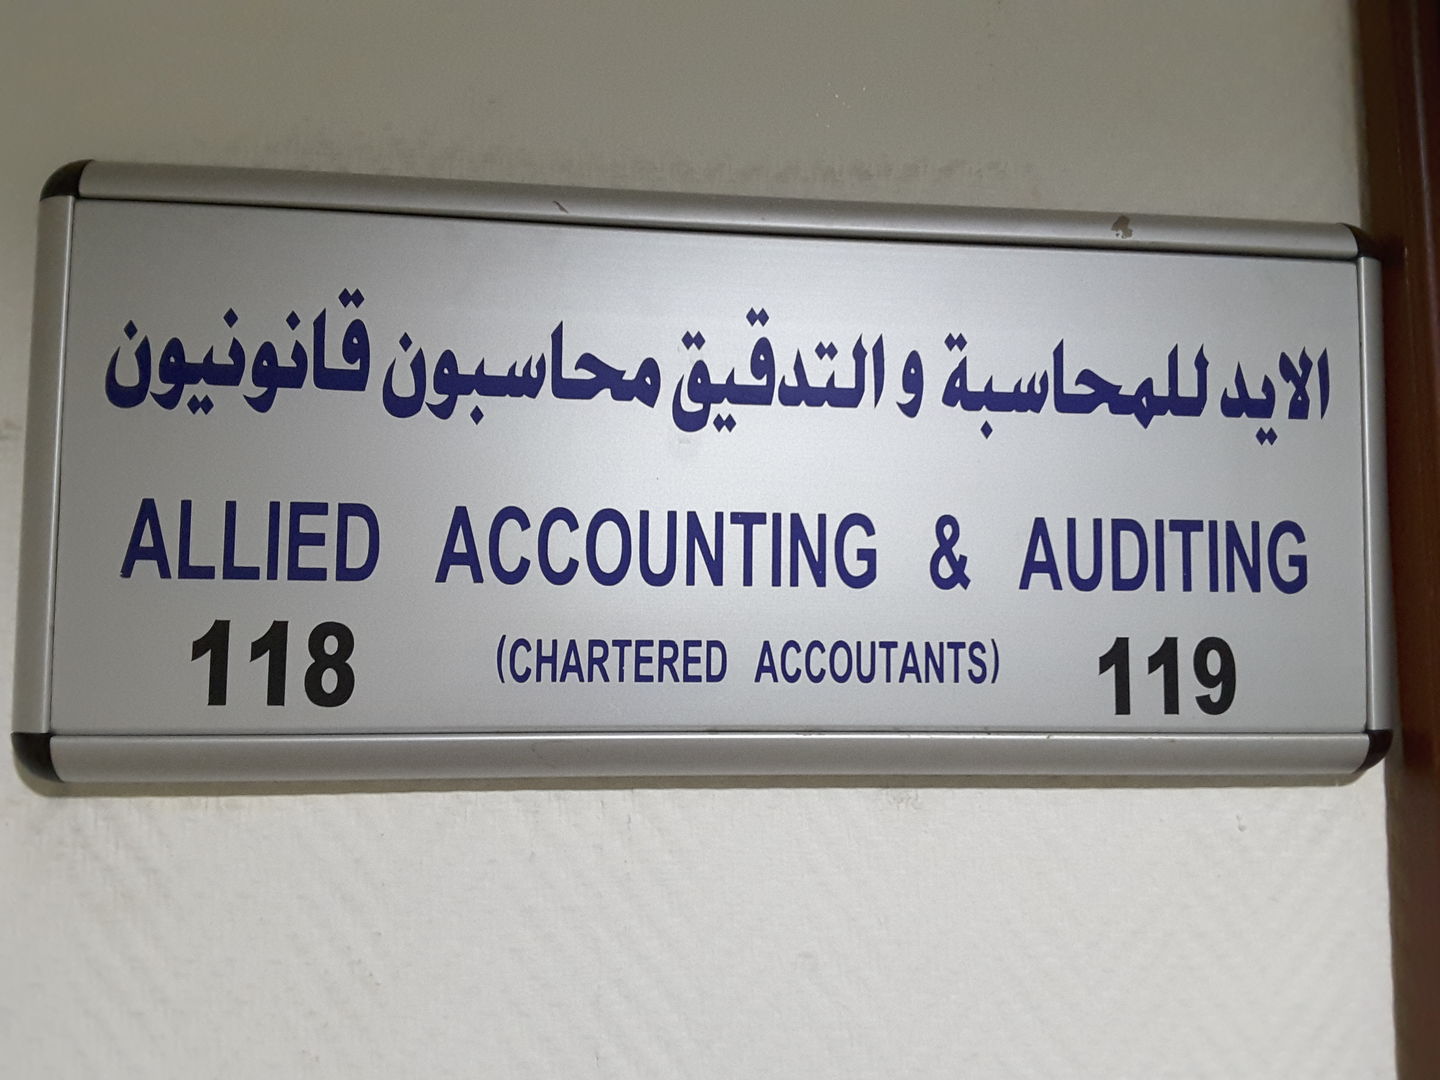 الايد للمحاسبة و التدقيق محاسبون قانونيون
ALLIED ACCOUNTING & AUDITING
118 (CHARTERED ACCOUTANTS) 119